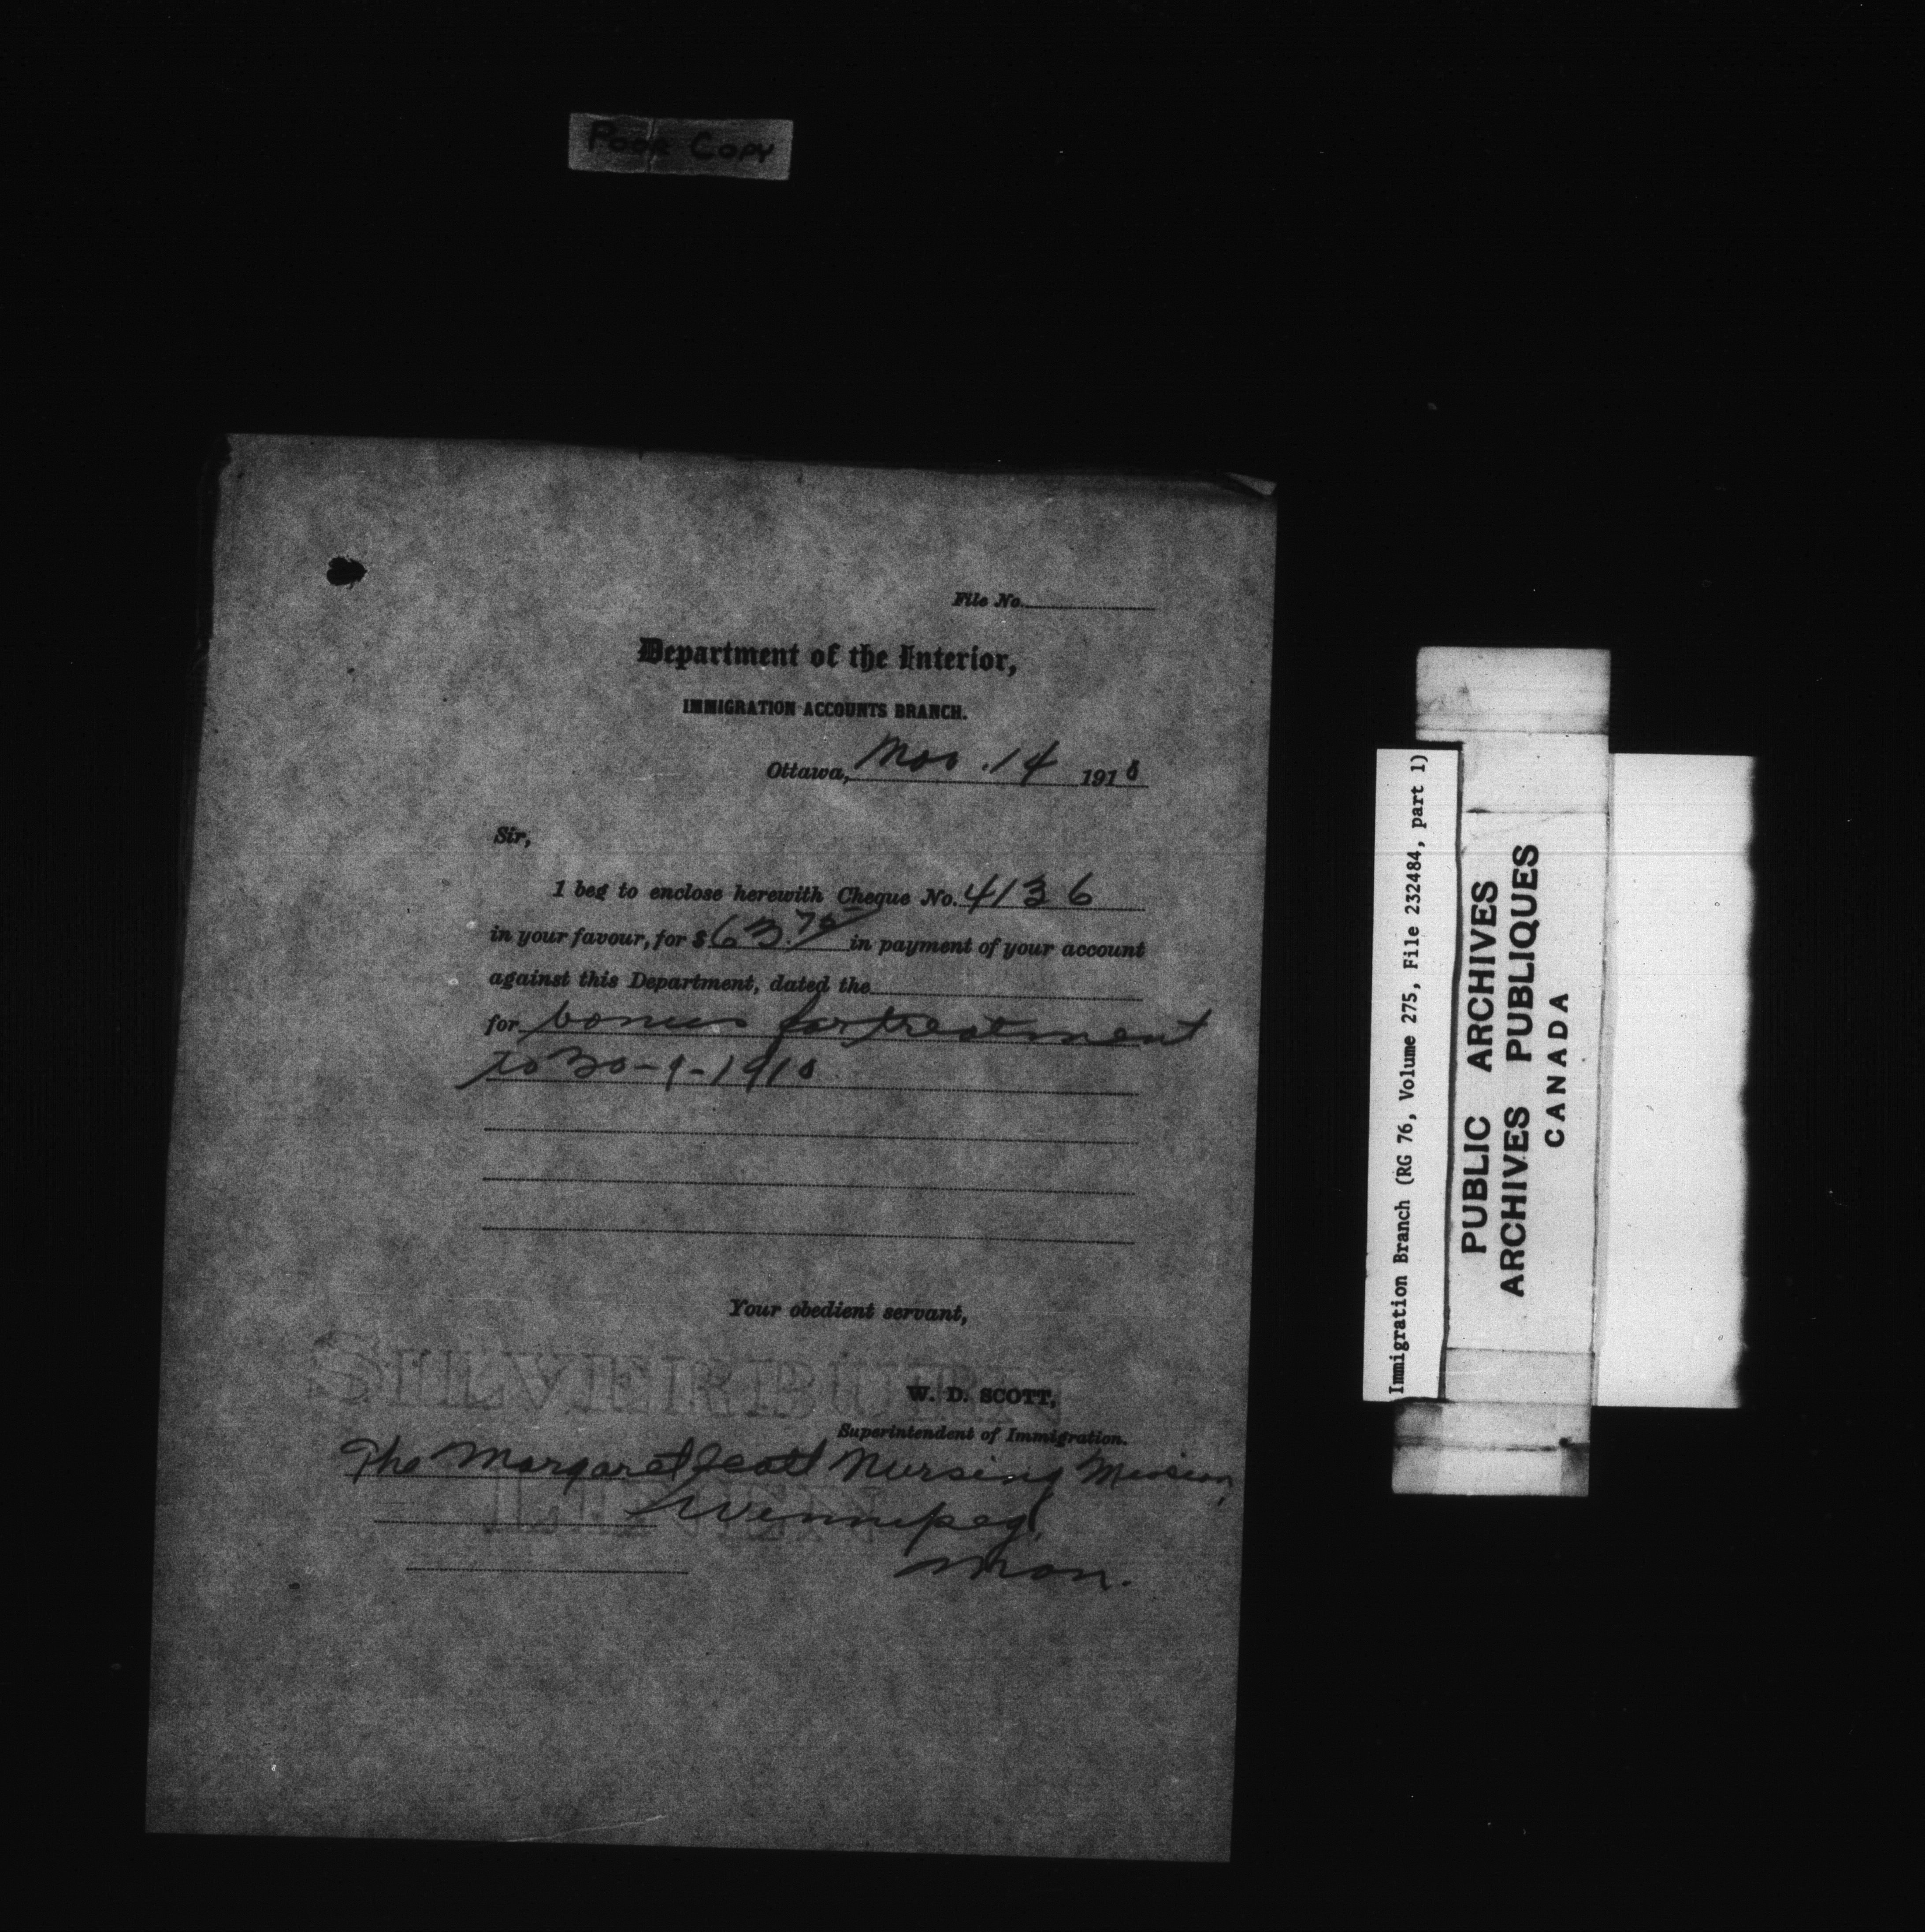 POOR COPY
File No.
Department of the Interior,
IMMIGRATION ACCOUNTS BRANCH.
Ottawa, Nov. 14 1910
Sir,
I beg to enclose herewith Cheque No. 4136
in your favour, for $63.75 in payment of your account
against this Department, dated the
for bonus for treatment
to 30-9-1910
Your obedient servant,
W. D. SCOTT,
Superintendent of Immigration.
The Margaret Scott Nursing Mission,
Winnipeg,
Man.
SILVERBURN
LINEN
Immigration Branch (RG 76, Volume 275, File 232484, part 1)
PUBLIC ARCHIVES
ARCHIVES PUBLIQUES
CANADA